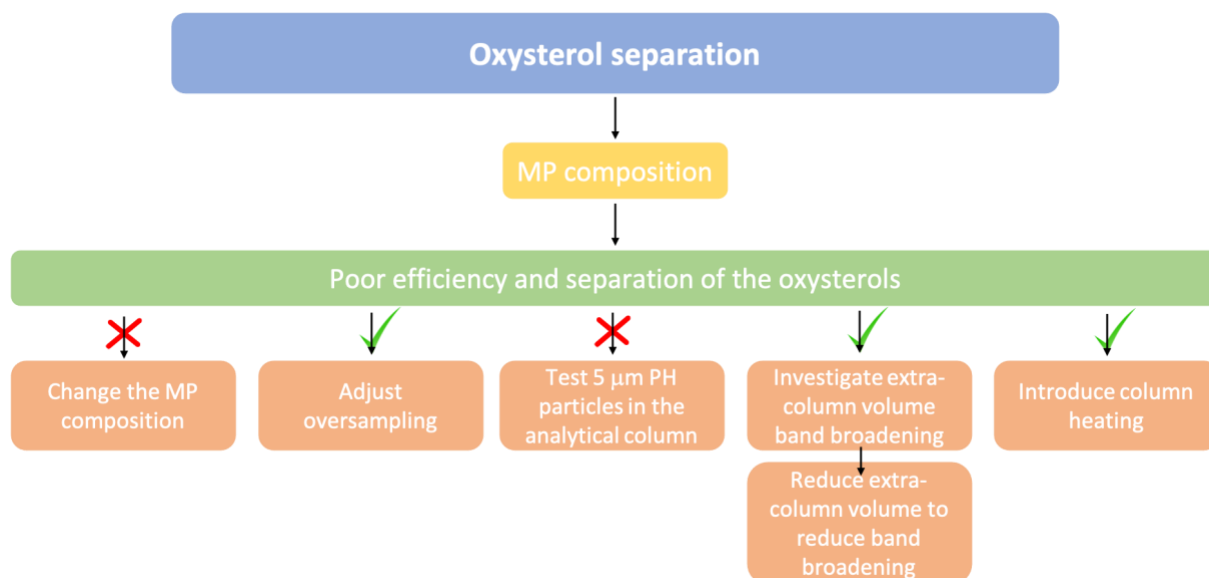 Oxysterol separation
MP composition
Poor efficiency and separation of the oxysterols
Change the MP
composition
Adjust
oversampling
Test 5 μm PH
particles in the
analytical column
Investigate extra-
column volume
band broadening
Reduce extra-
column volume to
reduce band
broadening
Introduce column
heating